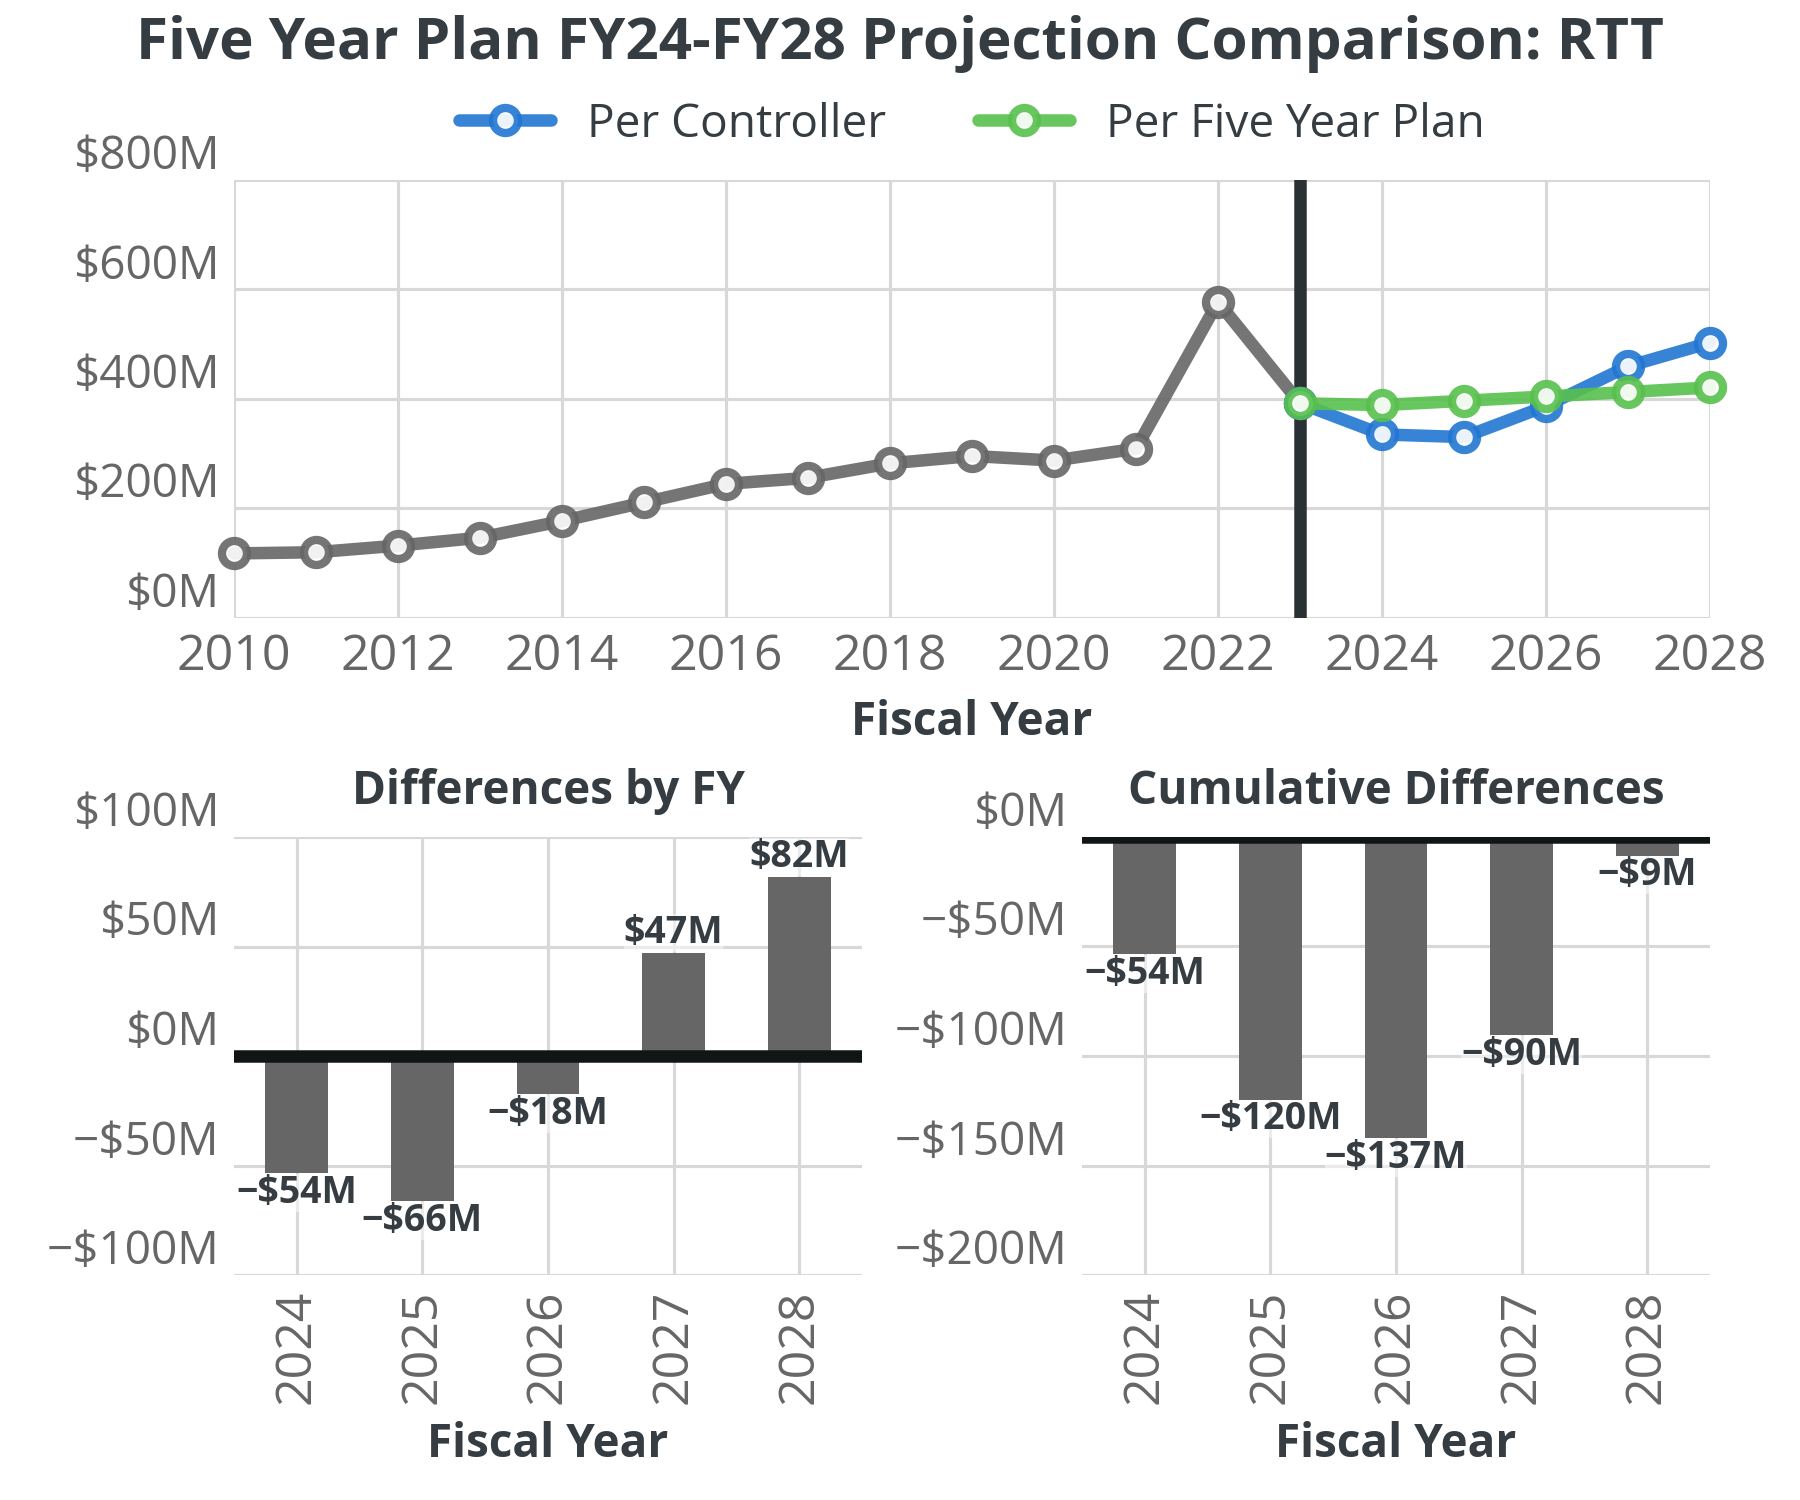 Five Year Plan FY24-FY28 Projection Comparison: RTT
Per Controller
Per Five Year Plan
$800M
$600M
$400M
$200M
$0M
2010 2012 2014 2016 2018 2020 2022 2024 2026 2028
Fiscal Year
Differences by FY
$100M
$50M
$0M
−$50M
−$100M
−$54M
−$66M
−$18M
$47M
$82M
2024 2025 2026 2027 2028
Fiscal Year
Cumulative Differences
$0M
−$50M
−$100M
−$150M
−$200M
−$54M
−$120M
−$137M
−$90M
−$9M
2024 2025 2026 2027 2028
Fiscal Year